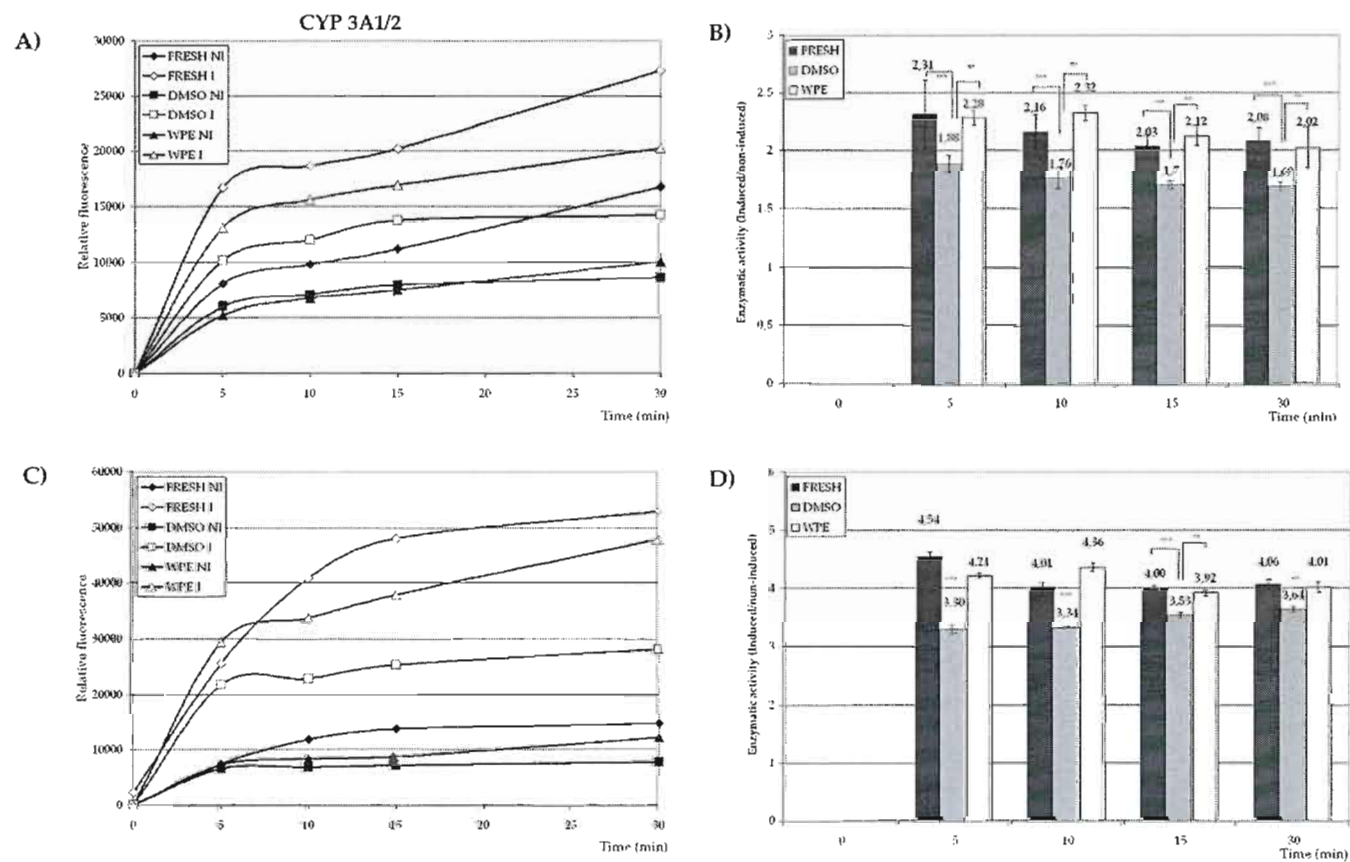 CYP 3A1/2
A)
30000
25000
20000
15000
10000
5000
0
Relative fluorescence
FRESH NI
FRESH I
DMSO NI
DMSO I
WPE NI
WPE I
0 5 10 15 20 25 30
Time (min)
B)
3
2.5
2
1.5
1
0.5
0
Enzymatic activity (Induced/non-induced)
FRESH
DMSO
WPE
2,31 1,88 2,28
2,16 1,76 2,32
2,03 1,7 2,12
2,08 1,69 2,02
0 5 10 15 30
Time (min)
C)
60000
50000
40000
30000
20000
10000
0
Relative fluorescence
FRESH NI
FRESH I
DMSO NI
DMSO I
WPE NI
WPE I
0 5 10 15 20 25 30
Time (min)
D)
6
5
4
3
2
1
0
Enzymatic activity (Induced/non-induced)
FRESH
DMSO
WPE
4,54 3,30 4,21
4,01 3,34 4,36
4,00 3,53 3,92
4,06 3,64 4,01
0 5 10 15 30
Time (min)